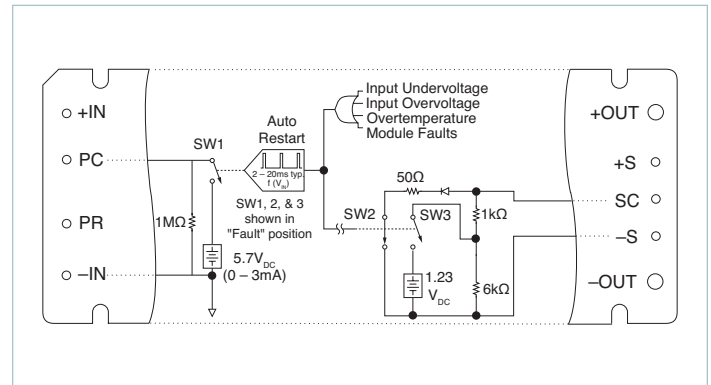 +IN
PC
PR
–IN
SW1
1MΩ
5.7V_DC
(0 – 3mA)
Auto
Restart
2 – 20ms typ.
f (V_IN)
SW1, 2, & 3
shown in
"Fault" position
Input Undervoltage
Input Overvoltage
Overtemperature
Module Faults
50Ω
SW2
SW3
1kΩ
1.23
V_DC
6kΩ
+OUT
+S
SC
–S
–OUT